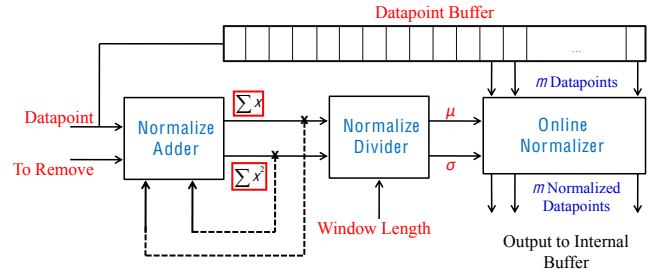 Datapoint Buffer
...
m Datapoints
Datapoint
To Remove
Normalize
Adder
∑ x
∑ x²
Normalize
Divider
Window Length
μ
σ
Online
Normalizer
m Normalized
Datapoints
Output to Internal
Buffer